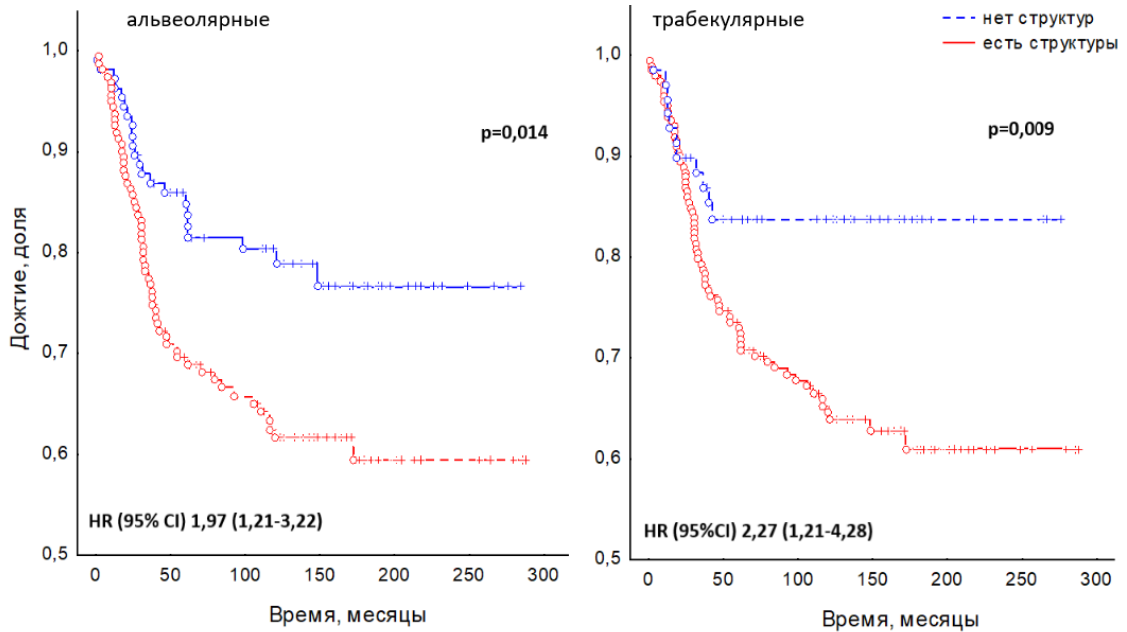 альвеолярные
1,0
0,9
0,8
0,7
0,6
0,5
Дожтие, доля
p=0,014
HR (95% CI) 1,97 (1,21-3,22)
0 50 100 150 200 250 300
Время, месяцы
трабекулярные
нет структур
есть структуры
1,0
0,9
0,8
0,7
0,6
0,5
p=0,009
HR (95%CI) 2,27 (1,21-4,28)
0 50 100 150 200 250 300
Время, месяцы